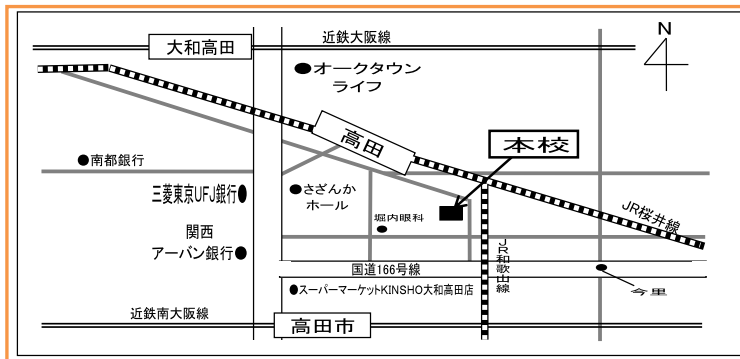 近鉄大阪線
N
大和高田
オークタウン
ライフ
高田
本校
南都銀行
三菱東京UFJ銀行
さざんか
ホール
堀内眼科
JR桜井線
関西
アーバン銀行
JR和歌山線
国道166号線
スーパーマーケットKINSHO大和高田店
今里
近鉄南大阪線
高田市